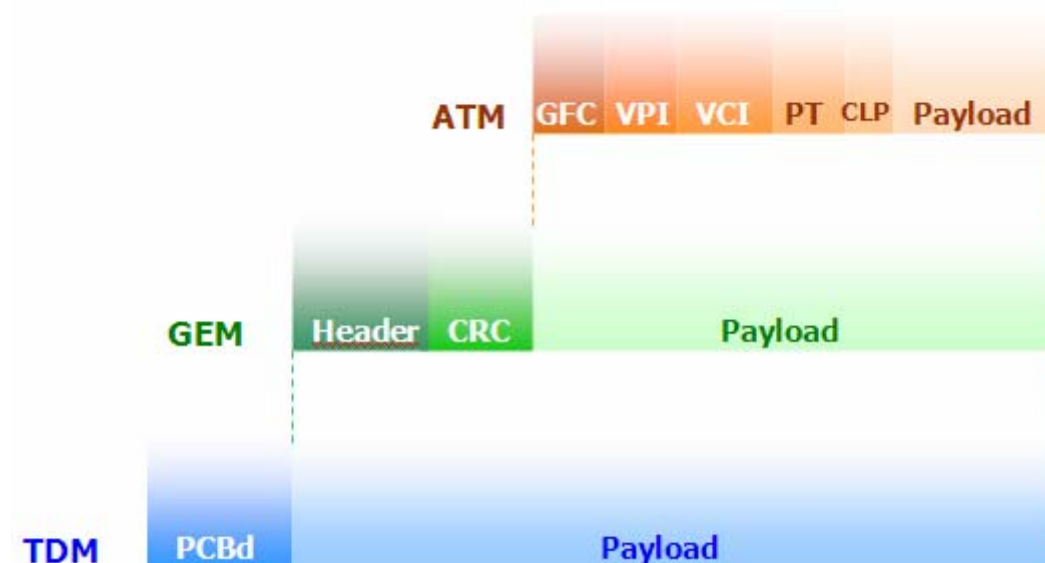 ATM GFC VPI VCI PT CLP Payload
GEM Header CRC Payload
TDM PCBd Payload